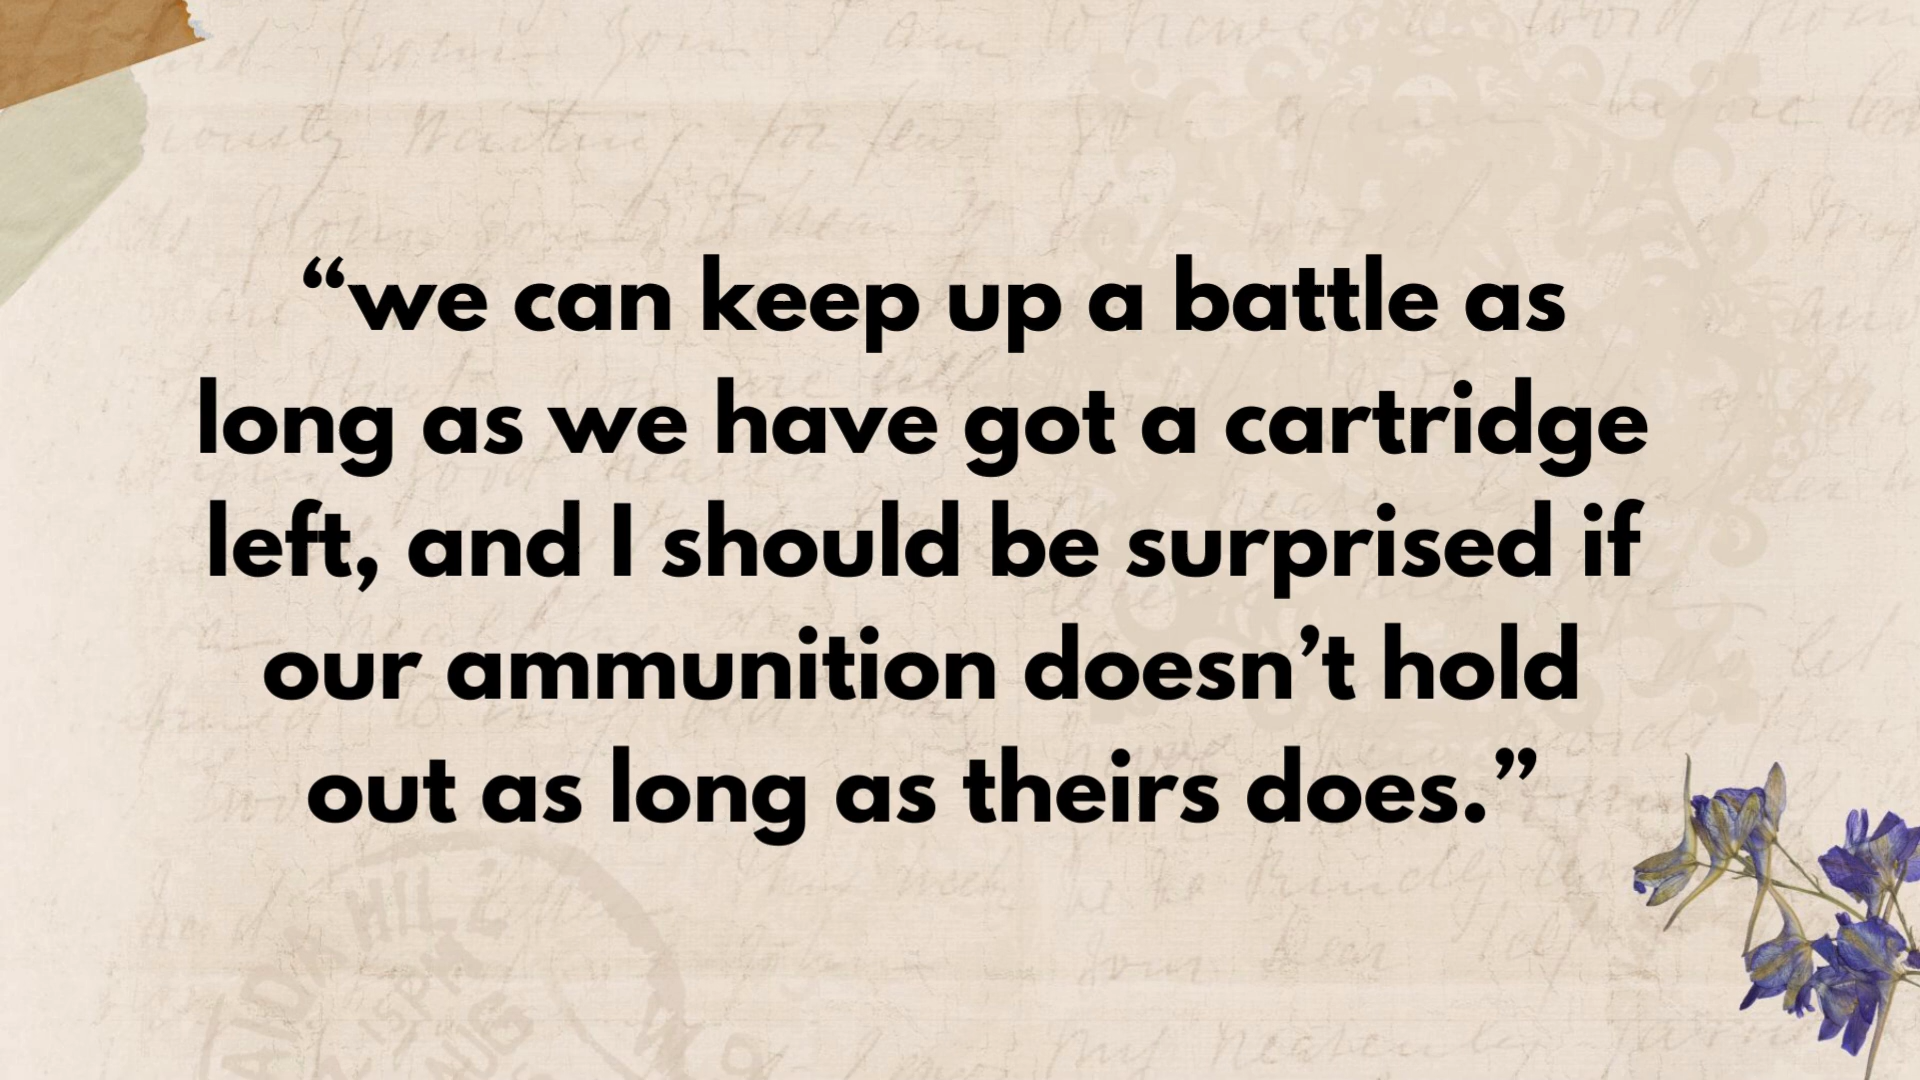 “we can keep up a battle as
long as we have got a cartridge
left, and I should be surprised if
our ammunition doesn’t hold
out as long as theirs does.”